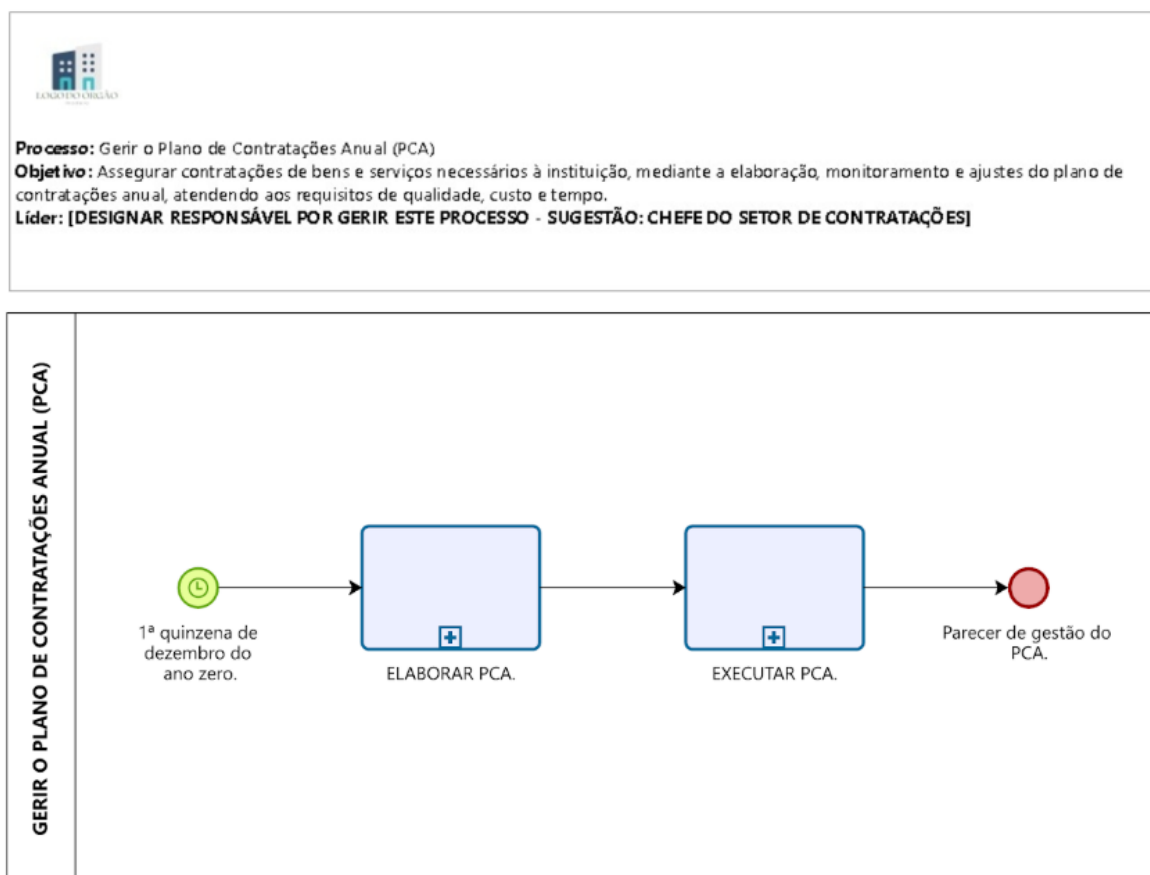 LOGO DO ÓRGÃO
Processo: Gerir o Plano de Contratações Anual (PCA)
Objetivo: Assegurar contratações de bens e serviços necessários à instituição, mediante a elaboração, monitoramento e ajustes do plano de
contratações anual, atendendo aos requisitos de qualidade, custo e tempo.
Líder: [DESIGNAR RESPONSÁVEL POR GERIR ESTE PROCESSO - SUGESTÃO: CHEFE DO SETOR DE CONTRATAÇÕES]
GERIR O PLANO DE CONTRATAÇÕES ANUAL (PCA)
1ª quinzena de
dezembro do
ano zero.
ELABORAR PCA.
EXECUTAR PCA.
Parecer de gestão do
PCA.